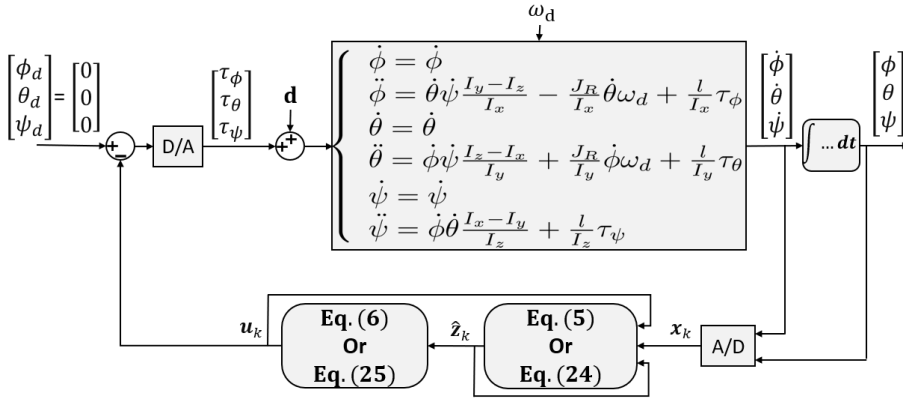 ω_d
[ϕ_d θ_d ψ_d] = [0 0 0]
D/A
[τ_ϕ τ_θ τ_ψ]
d
ϕ̇ = ϕ̇
ϕ̈ = θ̇ψ̇ (I_y−I_z)/I_x − J_R/I_x θ̇ω_d + l/I_x τ_ϕ
θ̇ = θ̇
θ̈ = ϕ̇ψ̇ (I_z−I_x)/I_y + J_R/I_y ϕ̇ω_d + l/I_y τ_θ
ψ̇ = ψ̇
ψ̈ = ϕ̇θ̇ (I_x−I_y)/I_z + l/I_z τ_ψ
[ϕ̇ θ̇ ψ̇]
∫ … dt
[ϕ θ ψ]
u_k
Eq. (6)
Or
Eq. (25)
ẑ_k
Eq. (5)
Or
Eq. (24)
x_k
A/D